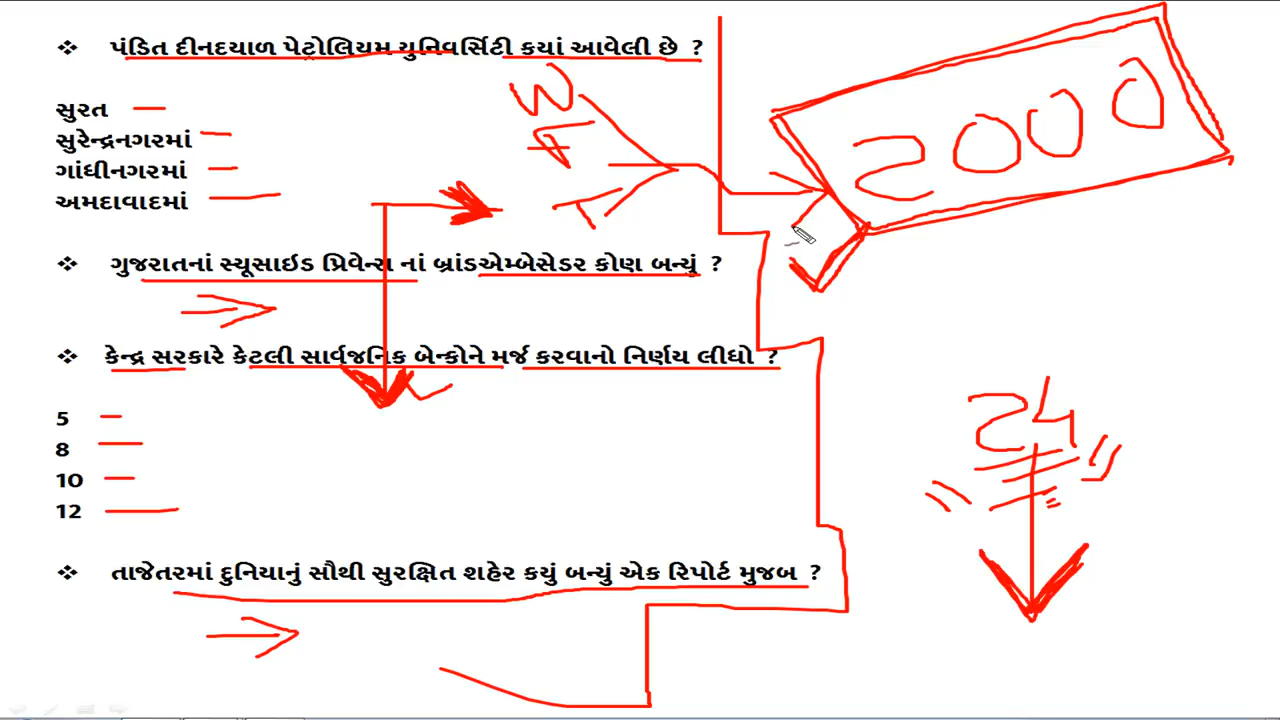 ❖ પંડિત દીનદયાળ પેટ્રોલિયમ યુનિવર્સિટી કયાં આવેલી છે ?
સુરત
સુરેન્દ્રનગરમાં
ગાંધીનગરમાં
અમદાવાદમાં
❖ ગુજરાતનાં સ્યૂસાઇડ પ્રિવેન્સ નાં બ્રાંડએમ્બેસેડર કોણ બન્યું ?
❖ કેન્દ્ર સરકારે કેટલી સાર્વજનિક બેન્કોને મર્જ કરવાનો નિર્ણય લીધો ?
5
8
10
12
❖ તાજેતરમાં દુનિયાનું સૌથી સુરક્ષિત શહેર કયું બન્યું એક રિપોર્ટ મુજબ ?
2000